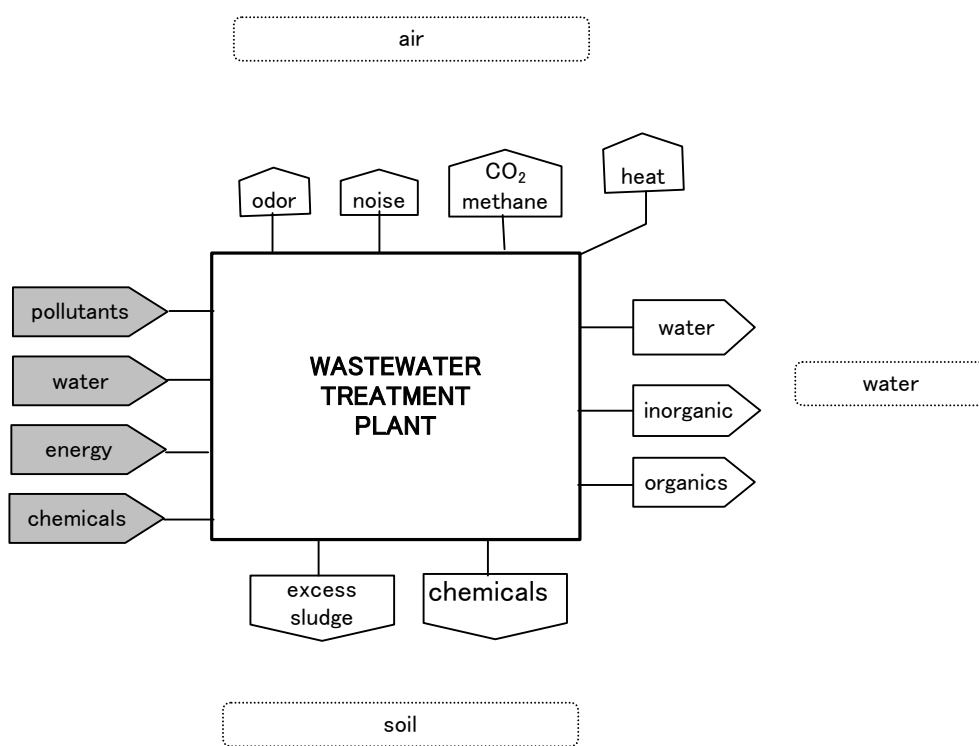 air
odor
noise
CO₂
methane
heat
pollutants
water
energy
chemicals
WASTEWATER
TREATMENT
PLANT
water
inorganic
organics
water
excess
sludge
chemicals
soil